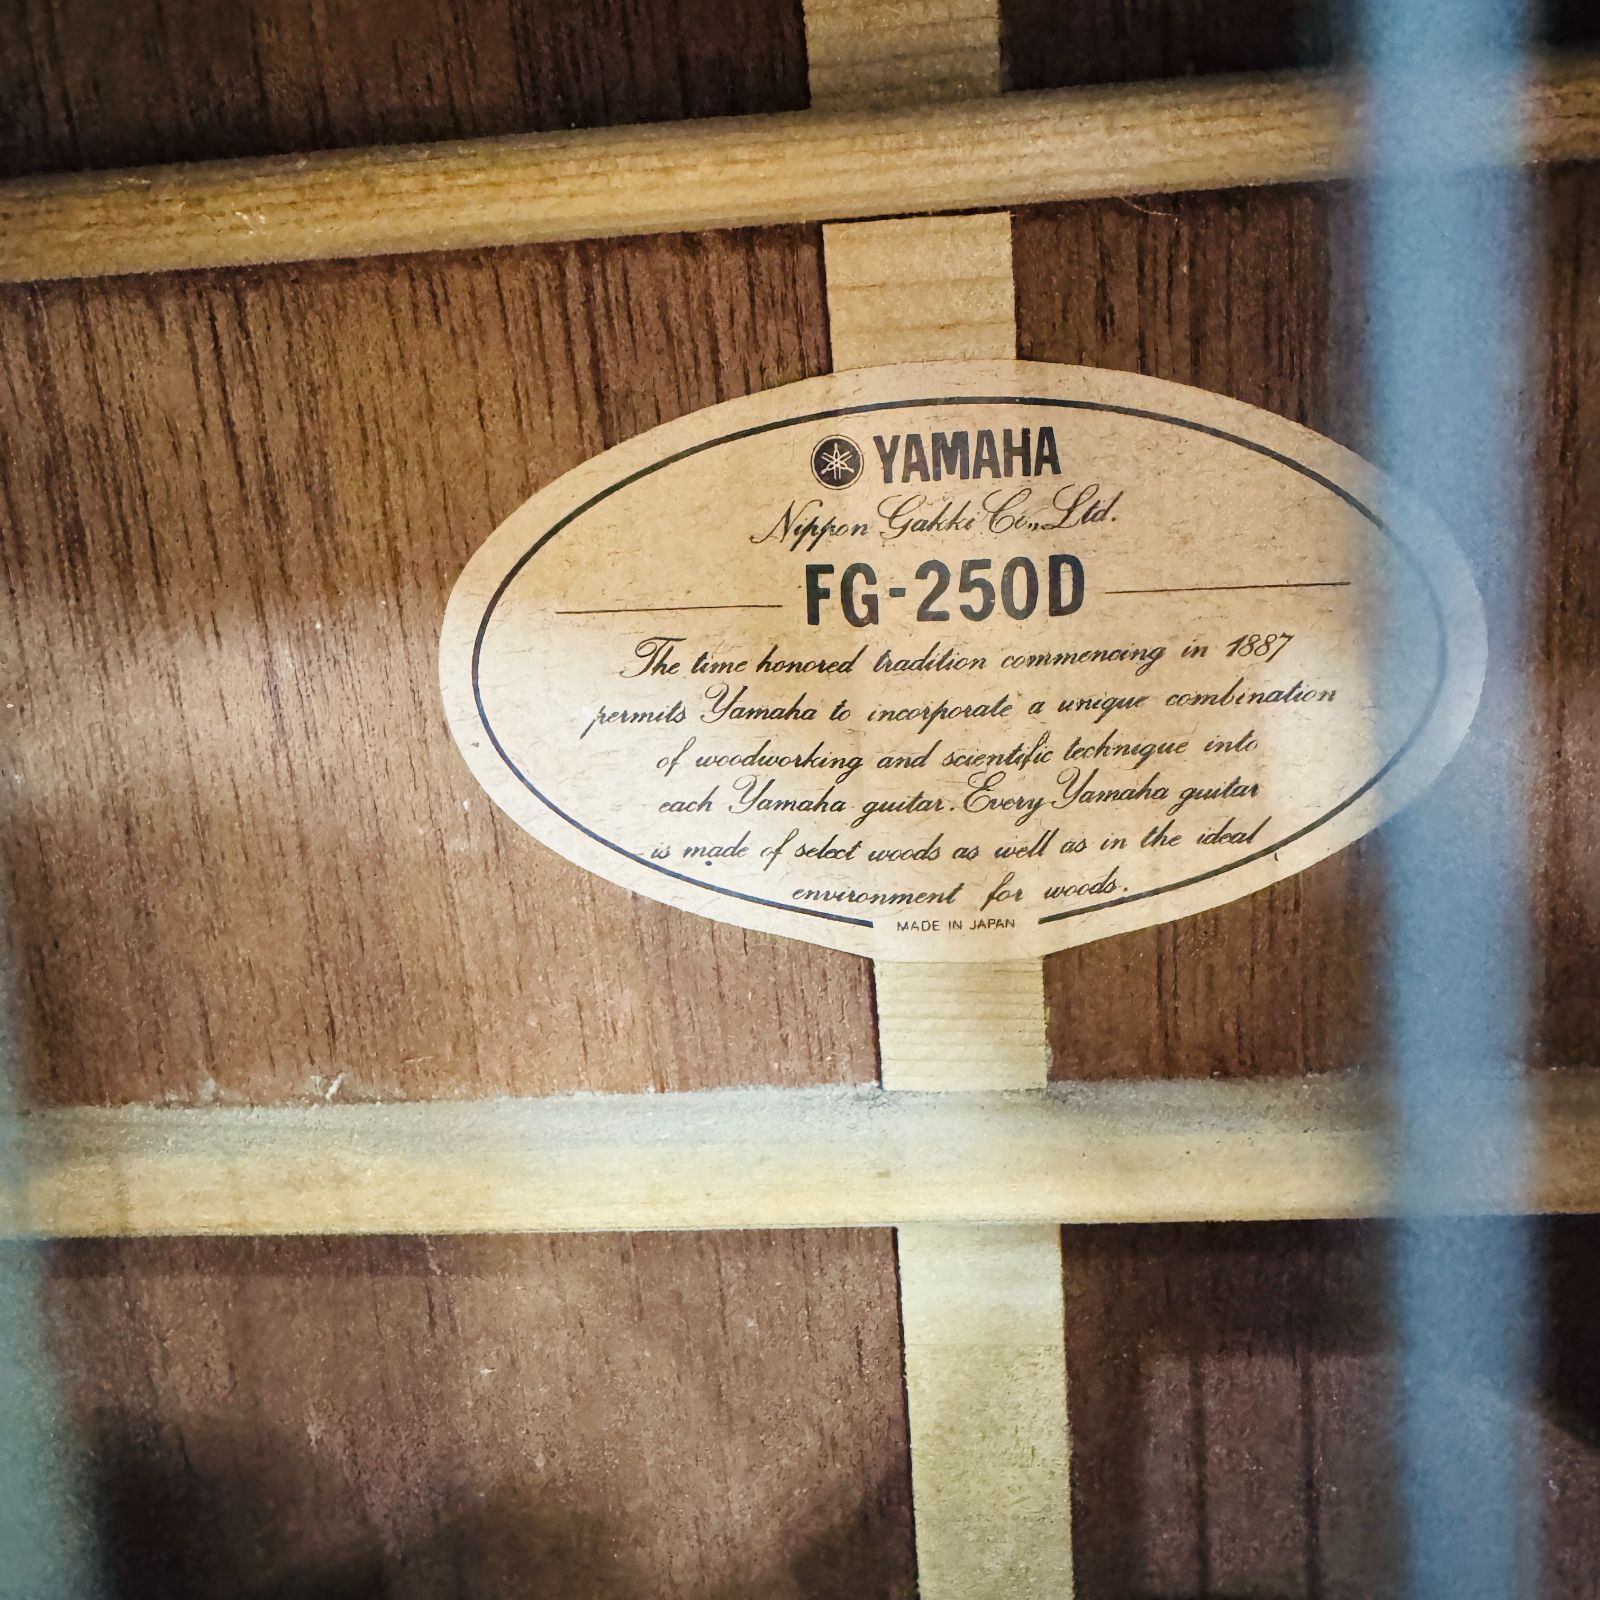 YAMAHA
Nippon Gakki Co., Ltd.
FG-250D
The time honored tradition commencing in 1887
permits Yamaha to incorporate a unique combination
of woodworking and scientific technique into
each Yamaha guitar. Every Yamaha guitar
is made of select woods as well as in the ideal
environment for woods.
MADE IN JAPAN